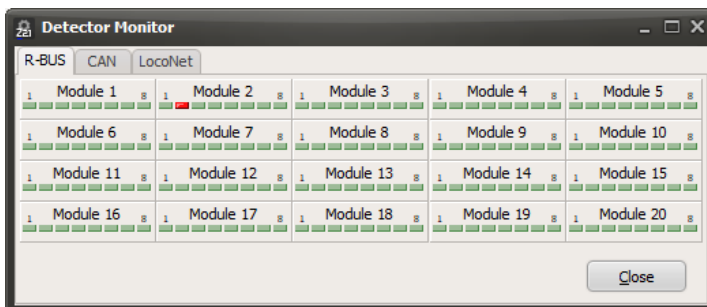 Z21 Detector Monitor
R-BUS CAN LocoNet
1 Module 1 8 1 Module 2 8 1 Module 3 8 1 Module 4 8 1 Module 5 8
1 Module 6 8 1 Module 7 8 1 Module 8 8 1 Module 9 8 1 Module 10 8
1 Module 11 8 1 Module 12 8 1 Module 13 8 1 Module 14 8 1 Module 15 8
1 Module 16 8 1 Module 17 8 1 Module 18 8 1 Module 19 8 1 Module 20 8
Close